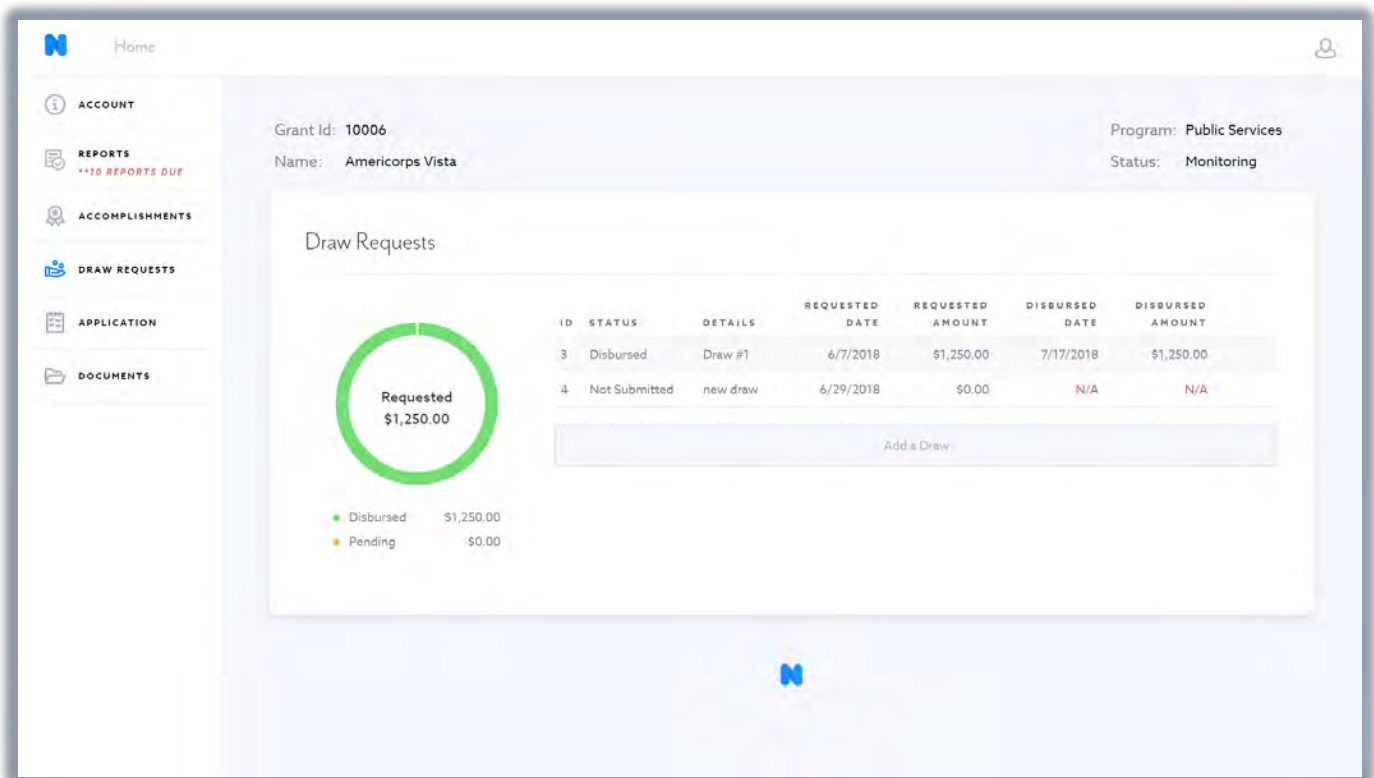 N Home
ACCOUNT
REPORTS
**10 REPORTS DUE
ACCOMPLISHMENTS
DRAW REQUESTS
APPLICATION
DOCUMENTS
Grant Id: 10006
Name: Americorps Vista
Program: Public Services
Status: Monitoring
Draw Requests
Requested
$1,250.00
Disbursed $1,250.00
Pending $0.00
ID STATUS DETAILS REQUESTED DATE REQUESTED AMOUNT DISBURSED DATE DISBURSED AMOUNT
3 Disbursed Draw #1 6/7/2018 $1,250.00 7/17/2018 $1,250.00
4 Not Submitted new draw 6/29/2018 $0.00 N/A N/A
Add a Draw
N